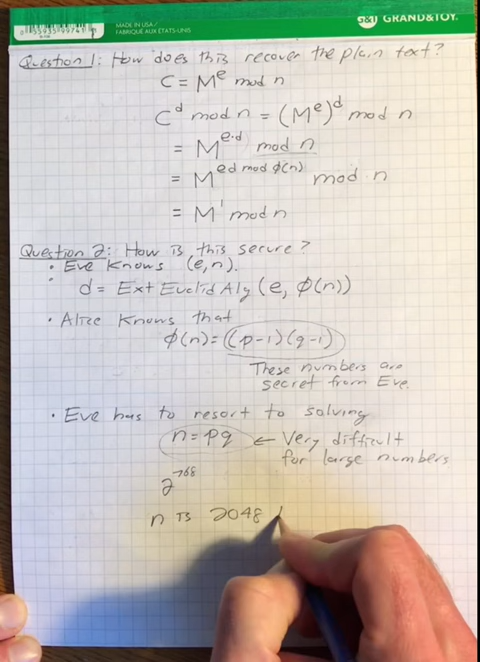 0 55935 99743
MADE IN USA /
FABRIQUÉ AUX ÉTATS-UNIS
G&T GRAND&TOY.
Question 1: How does this recover the plain text?
C = M^e mod n
C^d mod n = (M^e)^d mod n
= M^e·d mod n
= M^ed mod φ(n) mod n
= M^1 mod n
Question 2: How is this secure?
• Eve knows (e,n).
d = Ext Euclid Alg (e, φ(n))
• Alice knows that
φ(n) = (p-1)(q-1)
These numbers are
secret from Eve.
• Eve has to resort to solving
n = pq ← Very difficult
for large numbers
2^768
n is 2048